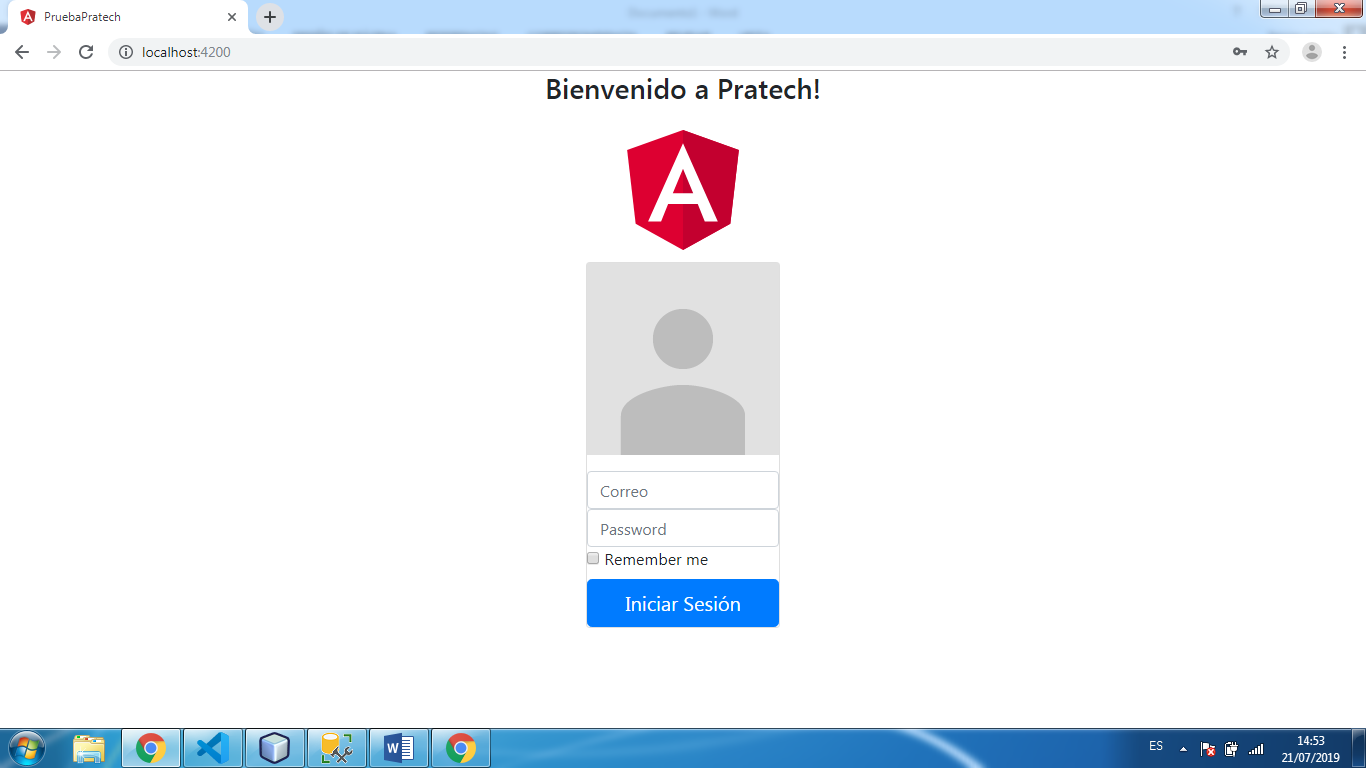 PruebaPratech
localhost:4200
Bienvenido a Pratech!
A
Correo
Password
Remember me
Iniciar Sesión
W
ES
14:53
21/07/2019